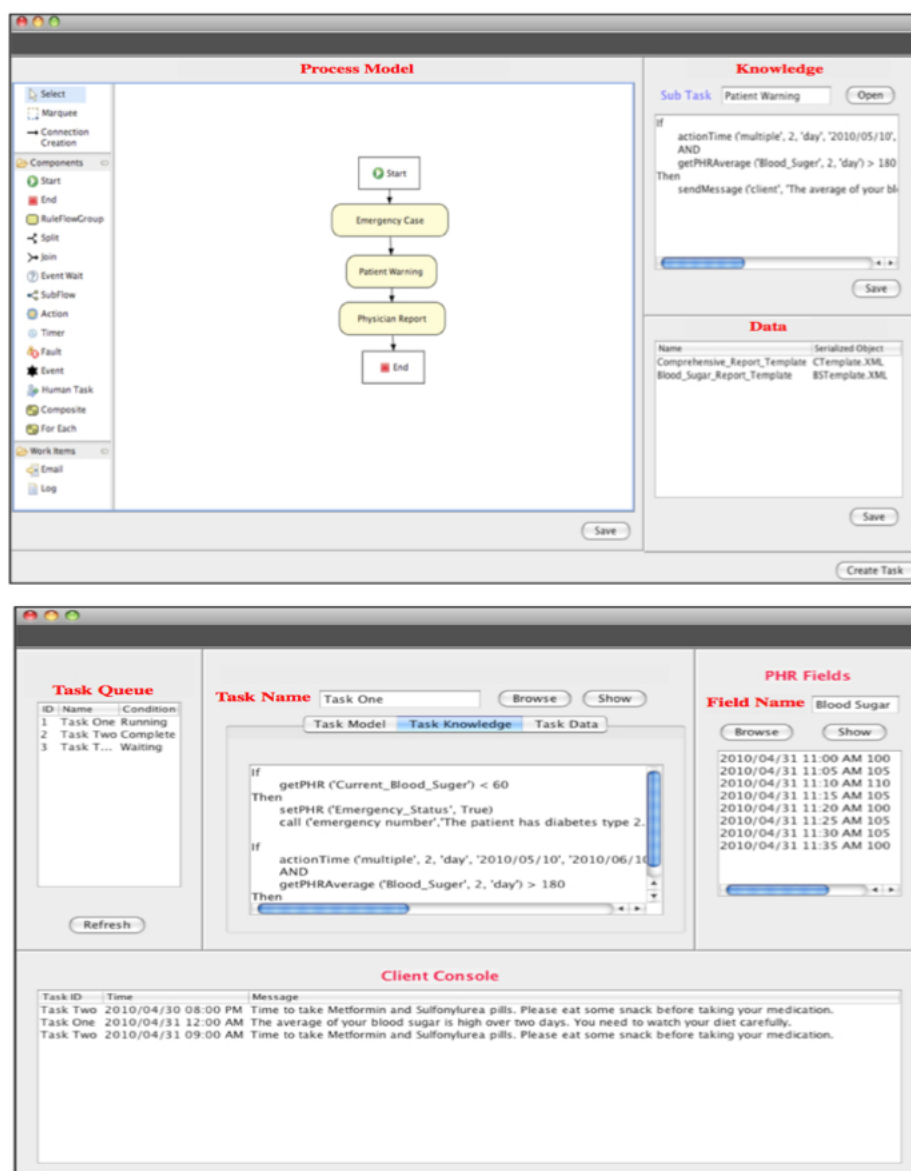 Process Model
Select
Marquee
Connection
Creation
Components
Start
End
RuleFlowGroup
Split
Join
Event Wait
SubFlow
Action
Timer
Fault
Event
Human Task
Composite
For Each
Work Items
Email
Log
Start
Emergency Case
Patient Warning
Physician Report
End
Save
Knowledge
Sub Task Patient Warning Open
If
actionTime ('multiple', 2, 'day', '2010/05/10',
AND
getPHRAverage ('Blood_Suger', 2, 'day') > 180
Then
sendMessage ('client', 'The average of your bl
Save
Data
Name Serialized Object
Comprehensive_Report_Template CTemplate.XML
Blood_Sugar_Report_Template BSTemplate.XML
Save
Create Task
Task Queue
ID Name Condition
1 Task One Running
2 Task Two Complete
3 Task T... Waiting
Refresh
Task Name Task One Browse Show
Task Model Task Knowledge Task Data
If
getPHR ('Current_Blood_Suger') < 60
Then
setPHR ('Emergency_Status', True)
call ('emergency number','The patient has diabetes type 2.
If
actionTime ('multiple', 2, 'day', '2010/05/10', '2010/06/10
AND
getPHRAverage ('Blood_Suger', 2, 'day') > 180
Then
PHR Fields
Field Name Blood Sugar
Browse Show
2010/04/31 11:00 AM 100
2010/04/31 11:05 AM 105
2010/04/31 11:10 AM 110
2010/04/31 11:15 AM 105
2010/04/31 11:20 AM 100
2010/04/31 11:25 AM 105
2010/04/31 11:30 AM 105
2010/04/31 11:35 AM 100
Client Console
Task ID Time Message
Task Two 2010/04/30 08:00 PM Time to take Metformin and Sulfonylurea pills. Please eat some snack before taking your medication.
Task One 2010/04/31 12:00 AM The average of your blood sugar is high over two days. You need to watch your diet carefully.
Task Two 2010/04/31 09:00 AM Time to take Metformin and Sulfonylurea pills. Please eat some snack before taking your medication.